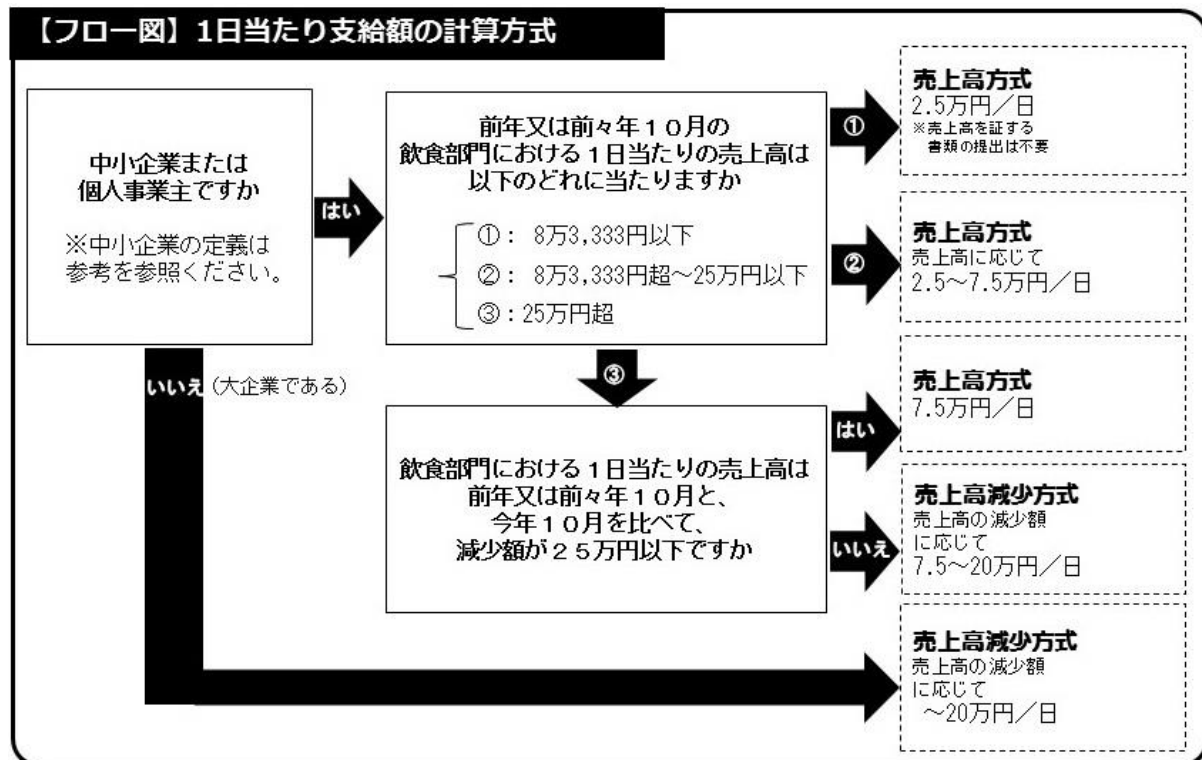 【フロー図】1日当たり支給額の計算方式
中小企業または
個人事業主ですか
※中小企業の定義は
参考を参照ください。
はい
前年又は前々年１０月の
飲食部門における１日当たりの売上高は
以下のどれに当たりますか
①： 8万3,333円以下
②： 8万3,333円超～25万円以下
③：25万円超
①
売上高方式
2.5万円／日
※売上高を証する
書類の提出は不要
②
売上高方式
売上高に応じて
2.5～7.5万円／日
③
いいえ（大企業である）
飲食部門における１日当たりの売上高は
前年又は前々年１０月と、
今年１０月を比べて、
減少額が２５万円以下ですか
はい
売上高方式
7.5万円／日
いいえ
売上高減少方式
売上高の減少額
に応じて
7.5～20万円／日
売上高減少方式
売上高の減少額
に応じて
～20万円／日